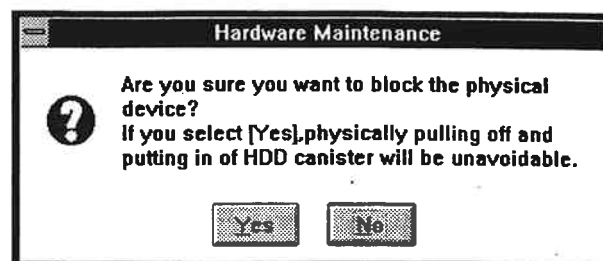 Hardware Maintenance
Are you sure you want to block the physical
device?
If you select [Yes],physically pulling off and
putting in of HDD canister will be unavoidable.
Yes No